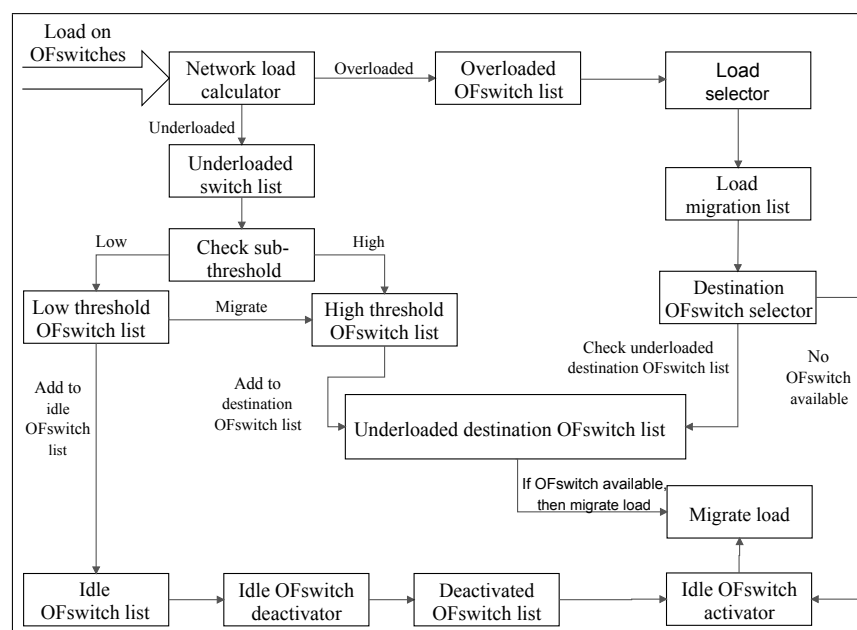 Load on
OFswitches
Network load
calculator
Overloaded
Overloaded
OFswitch list
Load
selector
Underloaded
Underloaded
switch list
Load
migration list
Low
Check sub-
threshold
High
Low threshold
OFswitch list
Migrate
High threshold
OFswitch list
Destination
OFswitch selector
Add to
idle
OFswitch
list
Add to
destination
OFswitch list
Check underloaded
destination OFswitch list
No
OFswitch
available
Underloaded destination OFswitch list
If OFswitch available,
then migrate load
Migrate load
Idle
OFswitch list
Idle OFswitch
deactivator
Deactivated
OFswitch list
Idle OFswitch
activator